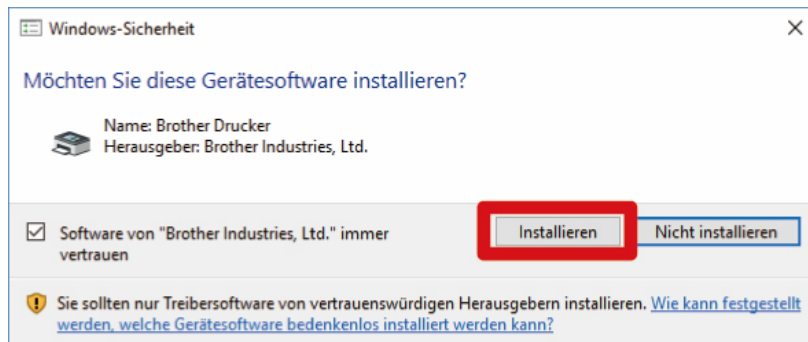 Windows-Sicherheit
Möchten Sie diese Gerätesoftware installieren?
Name: Brother Drucker
Herausgeber: Brother Industries, Ltd.
Software von "Brother Industries, Ltd." immer
vertrauen
Installieren
Nicht installieren
Sie sollten nur Treibersoftware von vertrauenswürdigen Herausgebern installieren. Wie kann festgestellt
werden, welche Gerätesoftware bedenkenlos installiert werden kann?